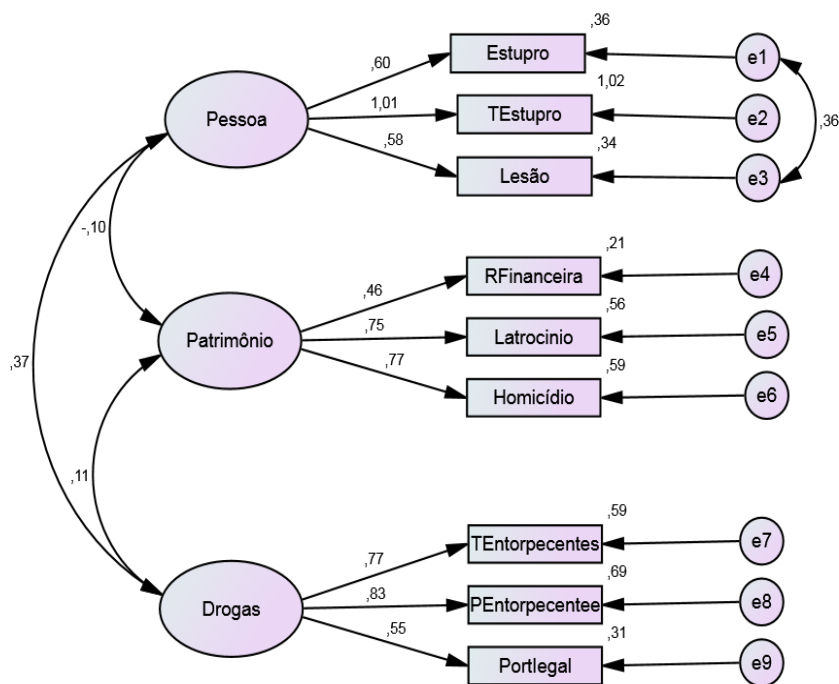 ,36
Estupro
e1
,60
1,02
1,01
TEstupro
e2
Pessoa
,36
,58
,34
Lesão
e3
-,10
,21
RFinanceira
e4
,46
,56
,75
Latrocinio
e5
Patrimônio
,77
,59
Homicídio
e6
,37
,11
,59
TEntorpecentes
e7
,77
,69
,83
PEntorpecentee
e8
Drogas
,55
,31
PortIegal
e9